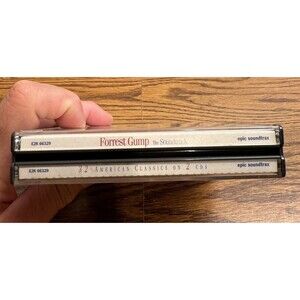 E2K 66329 Forrest Gump The Soundtrack epic soundtrax
E2K 66329 32 AMERICAN CLASSICS ON 2 CDS epic soundtrax